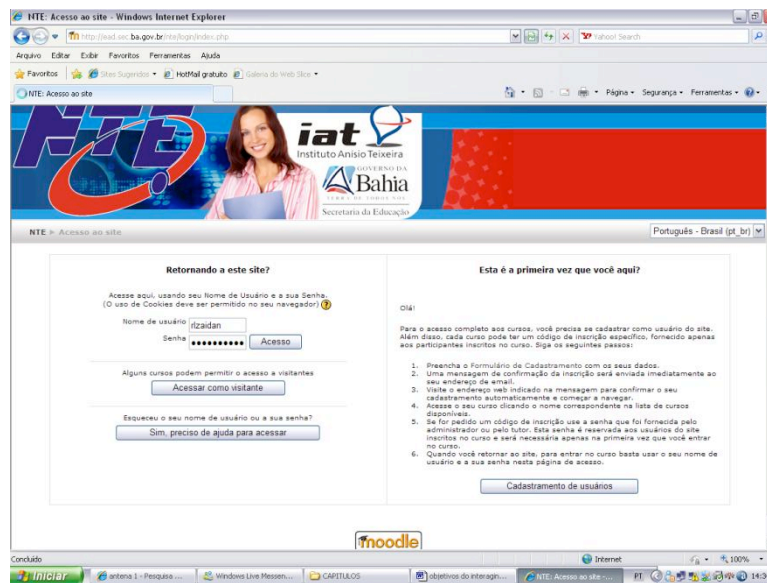 NTE: Acesso ao site - Windows Internet Explorer
http://ead.sec.ba.gov.br/nte/login/index.php
Yahoo! Search
Arquivo Editar Exibir Favoritos Ferramentas Ajuda
Favoritos Sites Sugeridos HotMail gratuito Galeria do Web Slice
NTE: Acesso ao site
Página Segurança Ferramentas
NTE
iat
Instituto Anísio Teixeira
GOVERNO DA
Bahia
TERRA DE TODOS NÓS
Secretaria da Educação
NTE ► Acesso ao site
Português - Brasil (pt_br)
Retornando a este site?
Acesse aqui, usando seu Nome de Usuário e a sua Senha.
(O uso de Cookies deve ser permitido no seu navegador)
Nome de usuário rlzaidan
Senha ●●●●●●●●●● Acesso
Alguns cursos podem permitir o acesso a visitantes
Acessar como visitante
Esqueceu o seu nome de usuário ou a sua senha?
Sim, preciso de ajuda para acessar
Esta é a primeira vez que você aqui?
Olá!
Para o acesso completo aos cursos, você precisa se cadastrar como usuário do site.
Além disso, cada curso pode ter um código de inscrição específico, fornecido apenas
aos participantes inscritos no curso. Siga os seguintes passos:
1. Preencha o Formulário de Cadastramento com os seus dados.
2. Uma mensagem de confirmação da inscrição será enviada imediatamente ao
seu endereço de email.
3. Visite o endereço web indicado na mensagem para confirmar o seu
cadastramento automaticamente e começar a navegar.
4. Acesse o seu curso clicando o nome correspondente na lista de cursos
disponíveis.
5. Se for pedido um código de inscrição use a senha que foi fornecida pelo
administrador ou pelo tutor. Esta senha é reservada aos usuários do site
inscritos no curso e será necessária apenas na primeira vez que você entrar
no curso.
6. Quando você retornar ao site, para entrar no curso basta usar o seu nome de
usuário e a sua senha nesta página de acesso.
Cadastramento de usuários
moodle
Concluído Internet 100%
Iniciar antena 1 - Pesquisa ... Windows Live Messen... CAPITULOS objetivos do interagin... NTE: Acesso ao site -... PT